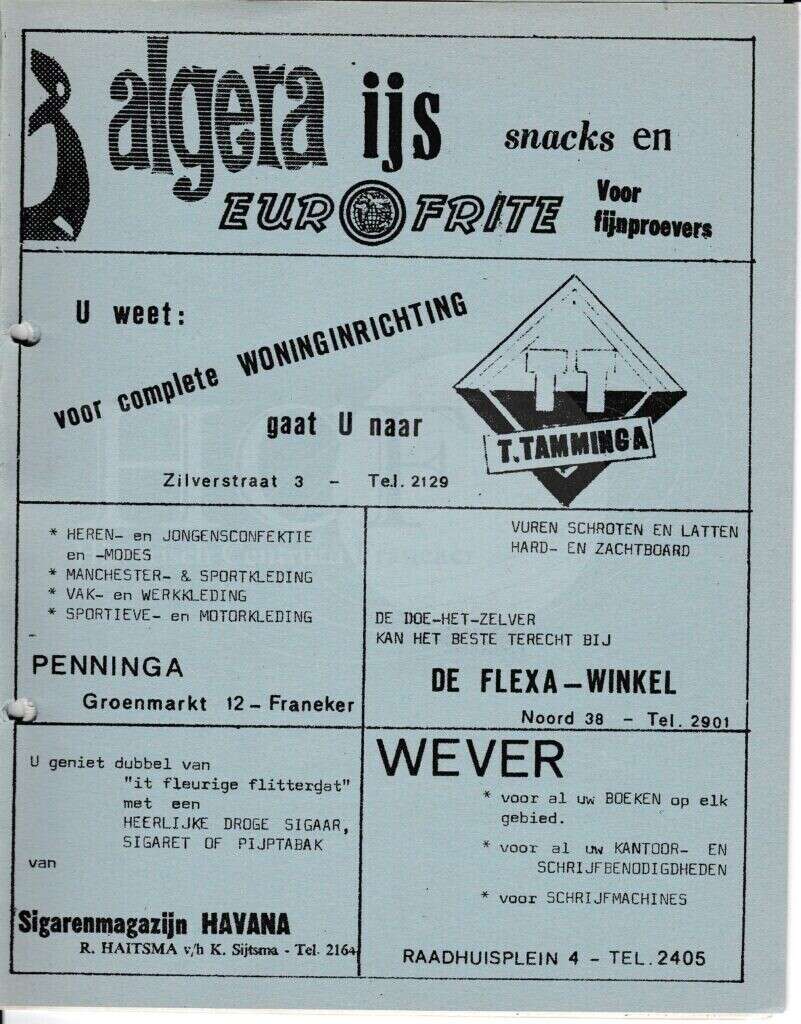 algera ijs snacks en
EUROFRITE Voor
fijnproevers
U weet:
voor complete WONINGINRICHTING
gaat U naar
Zilverstraat 3 - Tel. 2129
TT
T. TAMMINGA
* HEREN- en JONGENSCONFEKTIE
en -MODES
* MANCHESTER- & SPORTKLEDING
* VAK- en WERKKLEDING
* SPORTIEVE- en MOTORKLEDING
PENNINGA
Groenmarkt 12 - Franeker
VUREN SCHROTEN EN LATTEN
HARD- EN ZACHTBOARD
DE DOE-HET-ZELVER
KAN HET BESTE TERECHT BIJ
DE FLEXA-WINKEL
Noord 38 - Tel. 2901
U geniet dubbel van
"it fleurige flitterdat"
met een
HEERLIJKE DROGE SIGAAR,
SIGARET OF PIJPTABAK
van
Sigarenmagazijn HAVANA
R. HAITSMA v/h K. Sijtsma - Tel. 2164
WEVER
* voor al uw BOEKEN op elk
gebied.
* voor al uw KANTOOR- EN
SCHRIJFBENODIGDHEDEN
* voor SCHRIJFMACHINES
RAADHUISPLEIN 4 - TEL. 2405